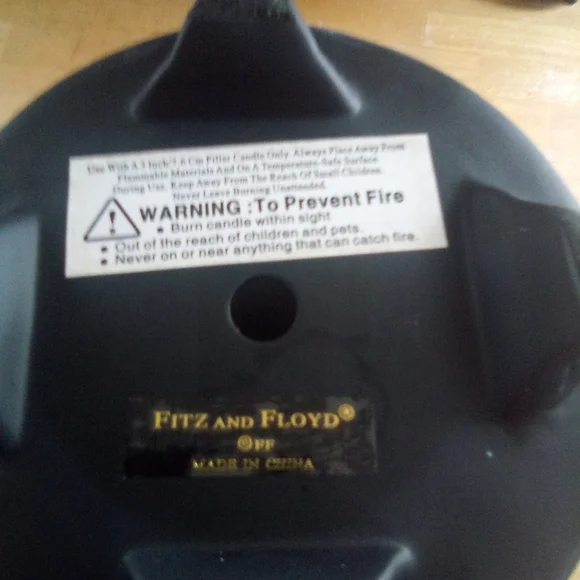 Use With A 3 Inch/7.6 Cm Pillar Candle Only. Always Place Away From
Flammable Materials And On A Temperature-Safe Surface
During Use. Keep Away From The Reach Of Small Children.
Never Leave Burning Unattended.
WARNING :To Prevent Fire
• Burn candle within sight
• Out of the reach of children and pets.
• Never on or near anything that can catch fire.
FITZ AND FLOYD®
©FF
MADE IN CHINA